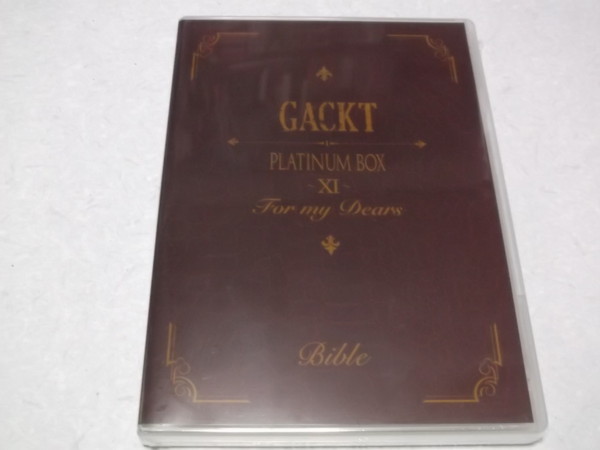 GACKT
PLATINUM BOX
~XI~
For my Dears
Bible